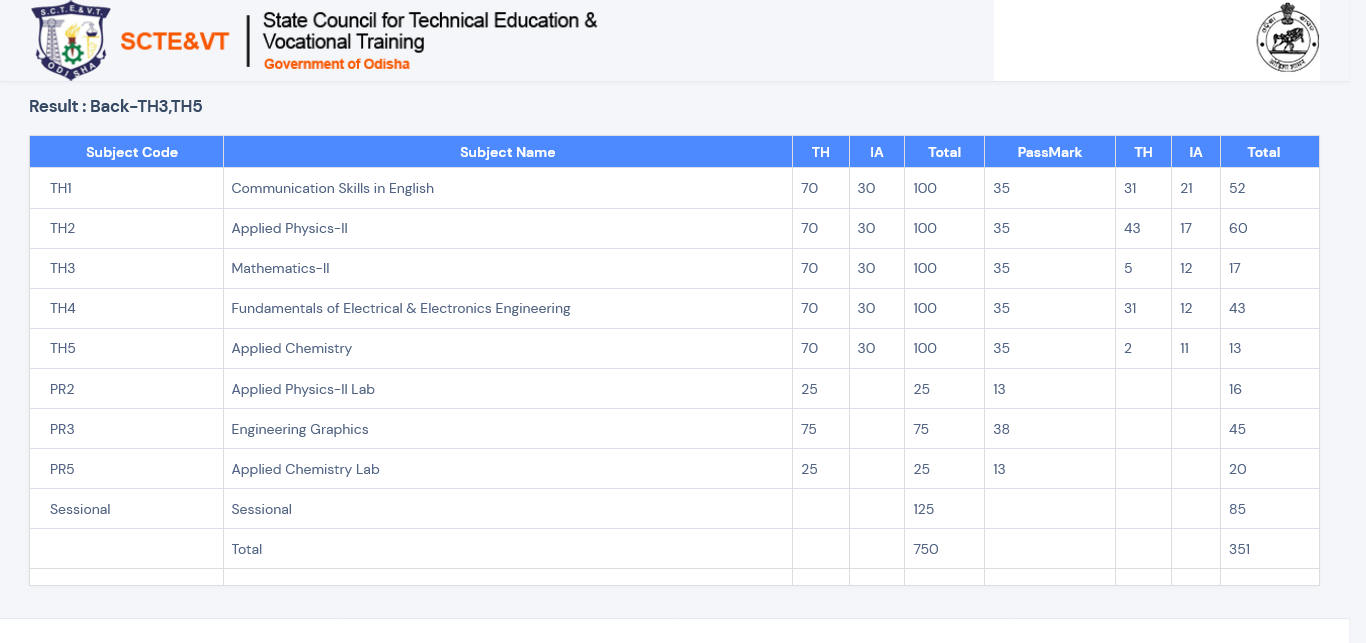 S.C.T.E.&V.T.
ODISHA
SCTE&VT
State Council for Technical Education &
Vocational Training
Government of Odisha
Result : Back-TH3,TH5
Subject Code Subject Name TH IA Total PassMark TH IA Total
TH1 Communication Skills in English 70 30 100 35 31 21 52
TH2 Applied Physics-II 70 30 100 35 43 17 60
TH3 Mathematics-II 70 30 100 35 5 12 17
TH4 Fundamentals of Electrical & Electronics Engineering 70 30 100 35 31 12 43
TH5 Applied Chemistry 70 30 100 35 2 11 13
PR2 Applied Physics-II Lab 25 25 13 16
PR3 Engineering Graphics 75 75 38 45
PR5 Applied Chemistry Lab 25 25 13 20
Sessional Sessional 125 85
Total 750 351